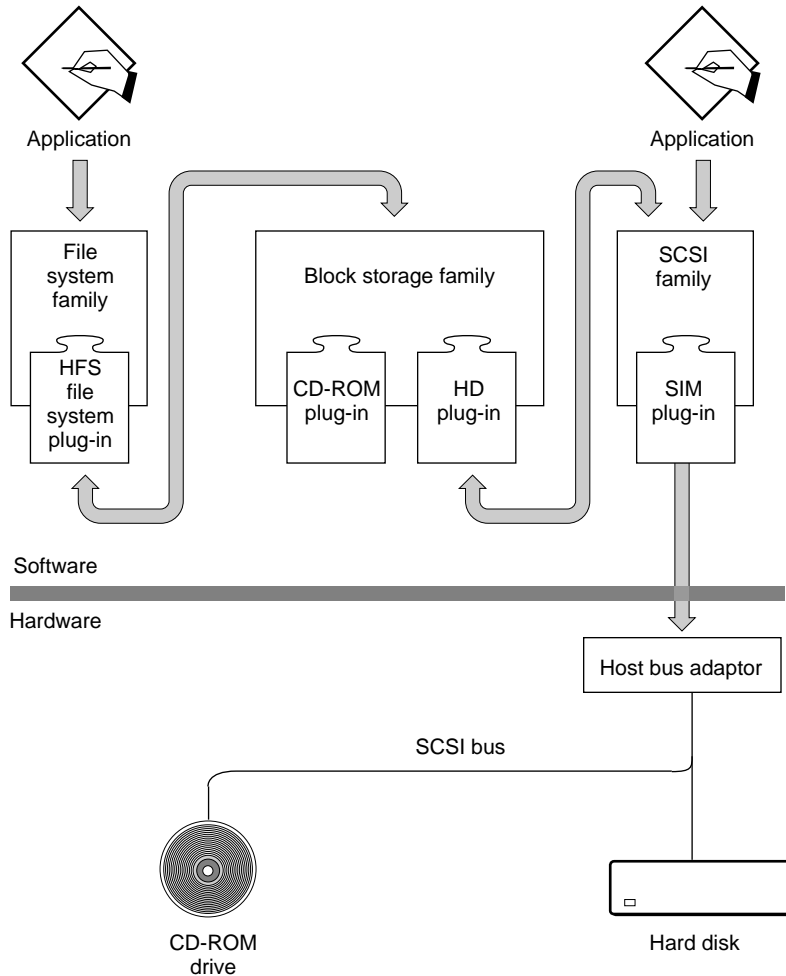 Application
Application
File
system
family
Block storage family
SCSI
family
HFS
file
system
plug-in
CD-ROM
plug-in
HD
plug-in
SIM
plug-in
Software
Hardware
Host bus adaptor
SCSI bus
CD-ROM
drive
Hard disk